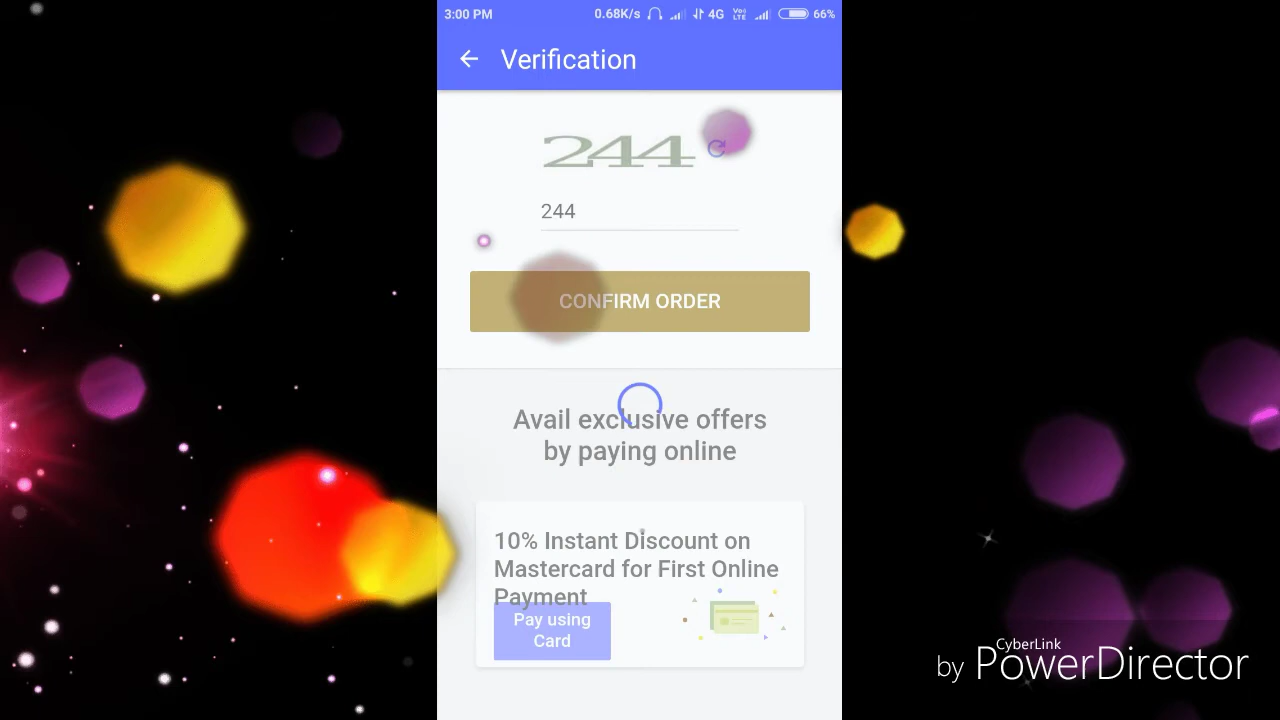 3:00 PM 0.68K/s 4G VoLTE 66%
Verification
244
244
CONFIRM ORDER
Avail exclusive offers
by paying online
10% Instant Discount on
Mastercard for First Online
Payment
Pay using
Card
CyberLink
by PowerDirector